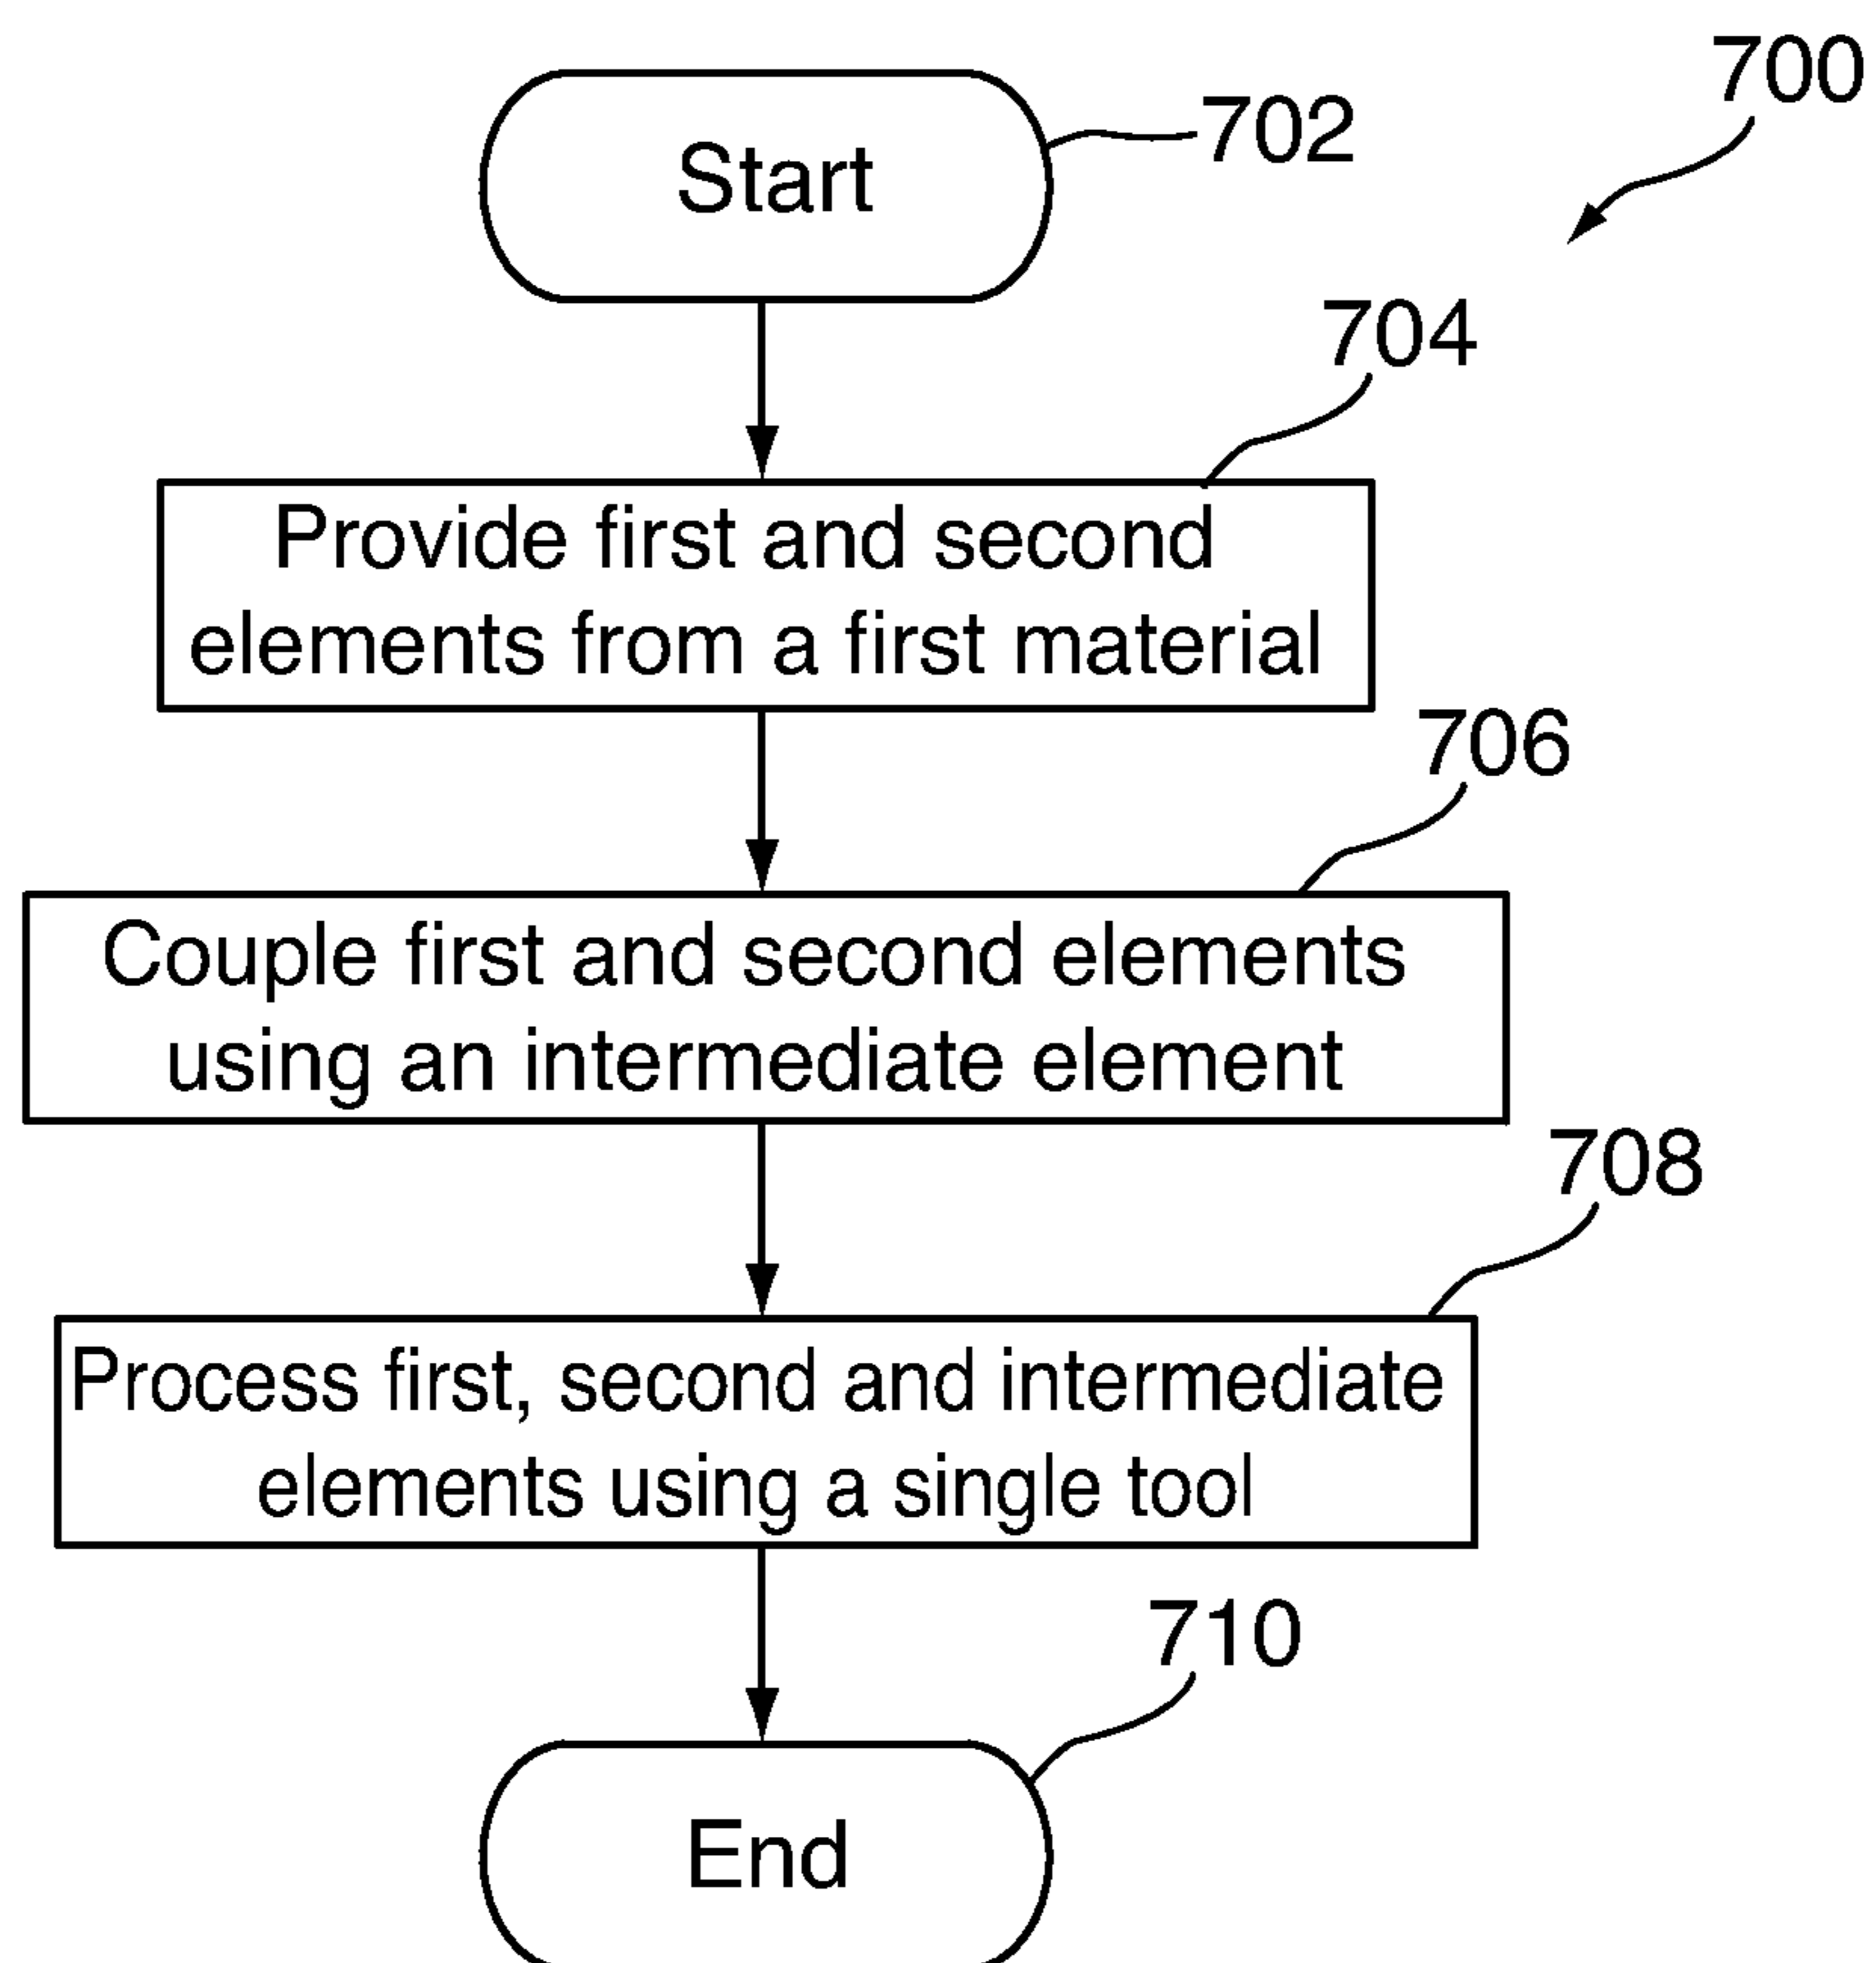 700
Start
702
704
Provide first and second
elements from a first material
706
Couple first and second elements
using an intermediate element
708
Process first, second and intermediate
elements using a single tool
710
End